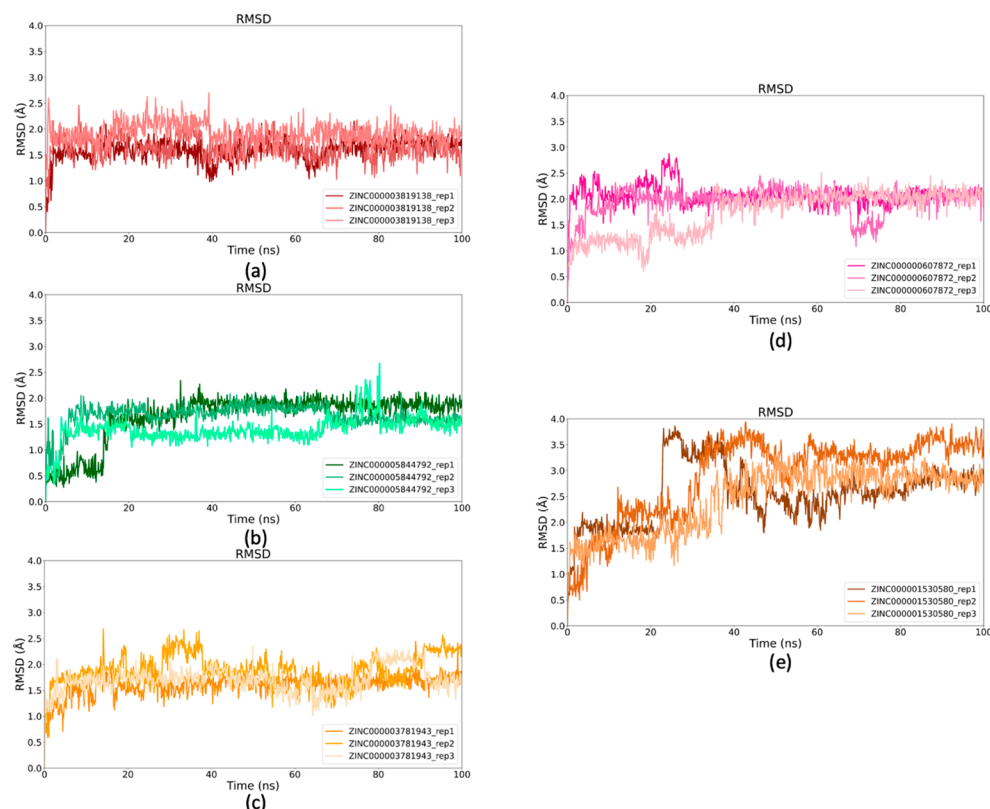 RMSD
4.0
3.5
3.0
2.5
2.0
1.5
1.0
0.5
0.0
RMSD (Å)
0 20 40 60 80 100
Time (ns)
ZINC000003819138_rep1
ZINC000003819138_rep2
ZINC000003819138_rep3
(a)
RMSD
4.0
3.5
3.0
2.5
2.0
1.5
1.0
0.5
0.0
RMSD (Å)
0 20 40 60 80 100
Time (ns)
ZINC000005844792_rep1
ZINC000005844792_rep2
ZINC000005844792_rep3
(b)
RMSD
4.0
3.5
3.0
2.5
2.0
1.5
1.0
0.5
0.0
RMSD (Å)
0 20 40 60 80 100
Time (ns)
ZINC000003781943_rep1
ZINC000003781943_rep2
ZINC000003781943_rep3
(c)
RMSD
4.0
3.5
3.0
2.5
2.0
1.5
1.0
0.5
0.0
RMSD (Å)
0 20 40 60 80 100
Time (ns)
ZINC000000607872_rep1
ZINC000000607872_rep2
ZINC000000607872_rep3
(d)
RMSD
4.0
3.5
3.0
2.5
2.0
1.5
1.0
0.5
0.0
RMSD (Å)
0 20 40 60 80 100
Time (ns)
ZINC000001530580_rep1
ZINC000001530580_rep2
ZINC000001530580_rep3
(e)